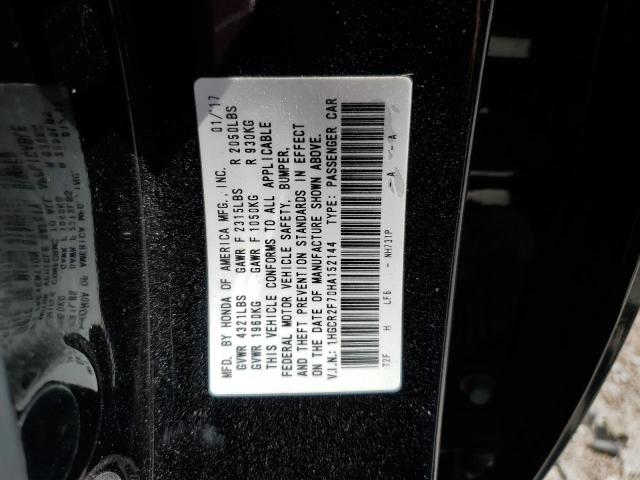 MFD. BY HONDA OF AMERICA MFG., INC. 01/'17
GVWR 4321LBS GAWR F 2315LBS R 2050LBS
GVWR 1960KG GAWR F 1050KG R 930KG
THIS VEHICLE CONFORMS TO ALL APPLICABLE
FEDERAL MOTOR VEHICLE SAFETY, BUMPER,
AND THEFT PREVENTION STANDARDS IN EFFECT
ON THE DATE OF MANUFACTURE SHOWN ABOVE.
V.I.N.: 1HGCR2F70HA152144 TYPE: PASSENGER CAR
T2F H LF6 - NH731P A - A